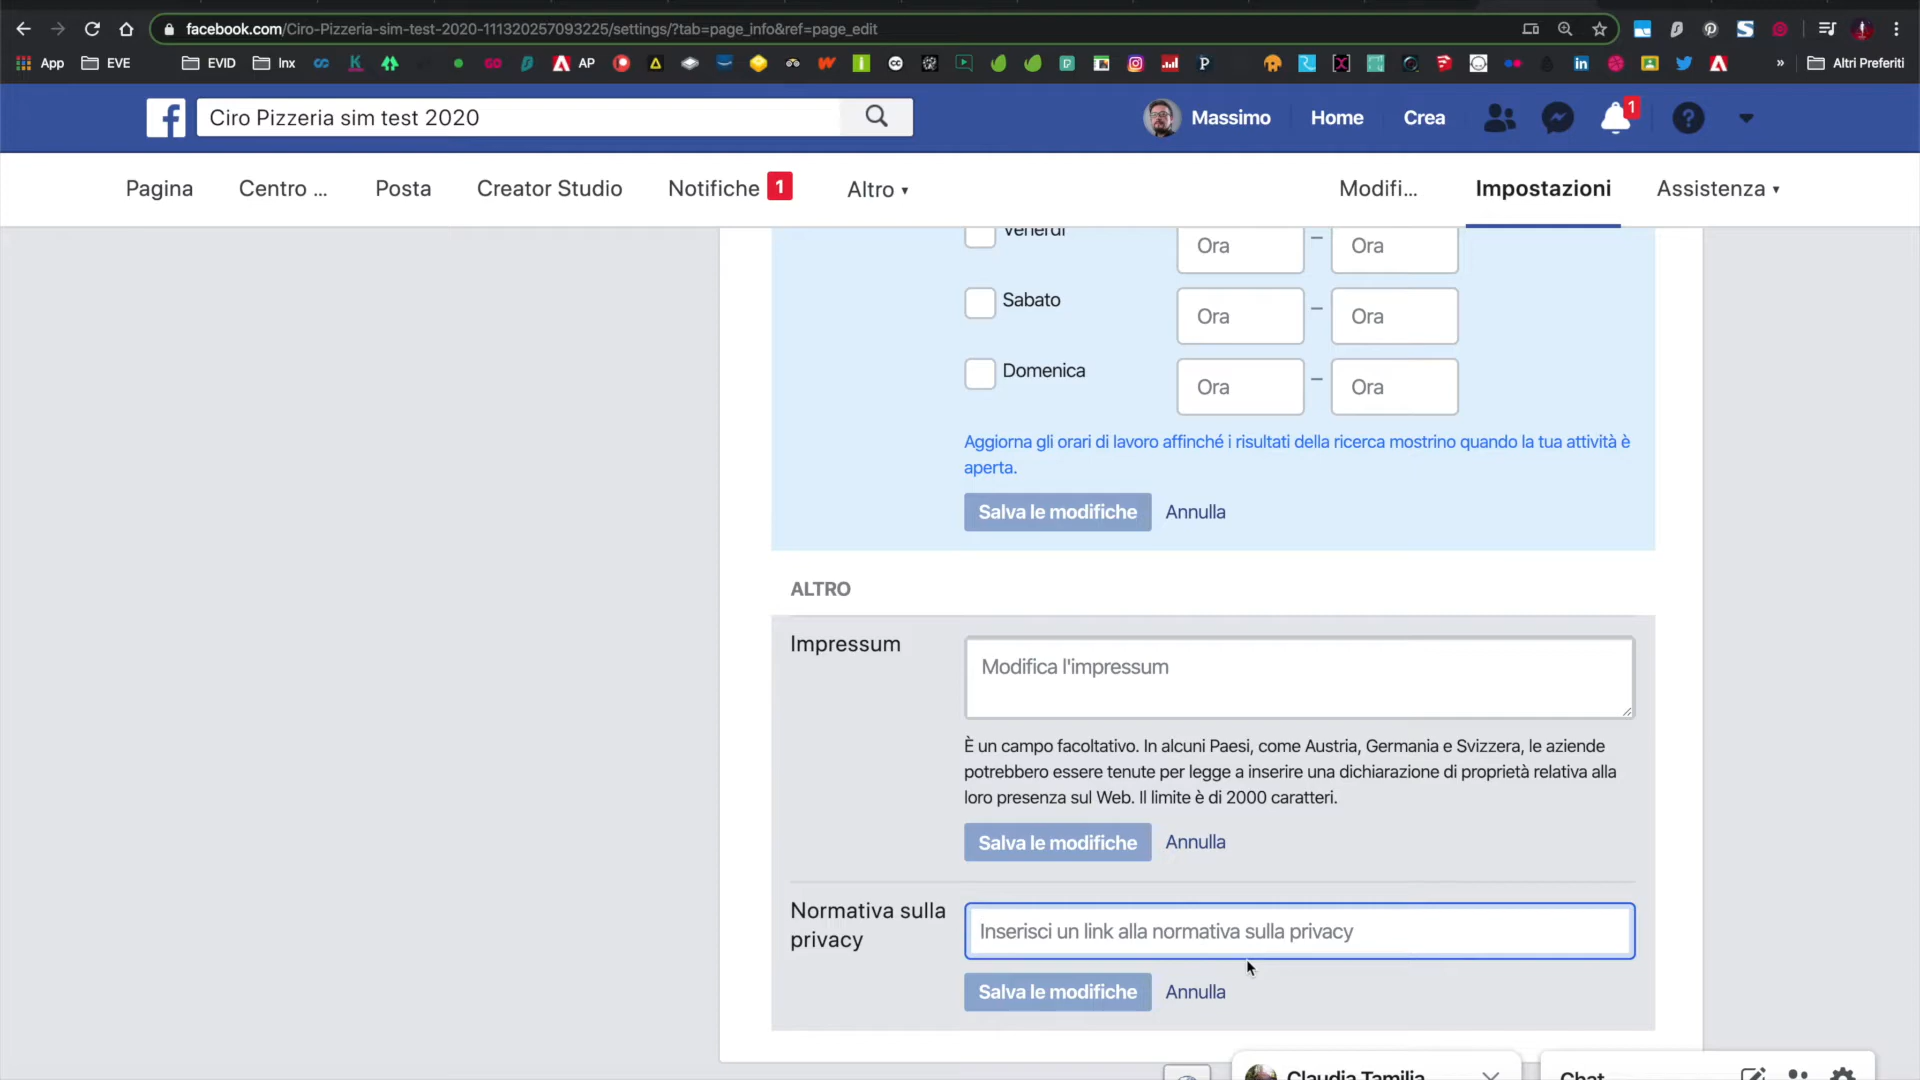 facebook.com/Ciro-Pizzeria-sim-test-2020-111320257093225/settings/?tab=page_info&ref=page_edit
App EVE EVID Inx AP Altri Preferiti
Ciro Pizzeria sim test 2020
Massimo Home Crea 1
Pagina Centro ... Posta Creator Studio Notifiche 1 Altro Modifi... Impostazioni Assistenza
Venerdì Ora – Ora
Sabato Ora – Ora
Domenica Ora – Ora
Aggiorna gli orari di lavoro affinché i risultati della ricerca mostrino quando la tua attività è
aperta.
Salva le modifiche Annulla
ALTRO
Impressum Modifica l'impressum
È un campo facoltativo. In alcuni Paesi, come Austria, Germania e Svizzera, le aziende
potrebbero essere tenute per legge a inserire una dichiarazione di proprietà relativa alla
loro presenza sul Web. Il limite è di 2000 caratteri.
Salva le modifiche Annulla
Normativa sulla
privacy
Inserisci un link alla normativa sulla privacy
Salva le modifiche Annulla
Claudia Tamilia Chat